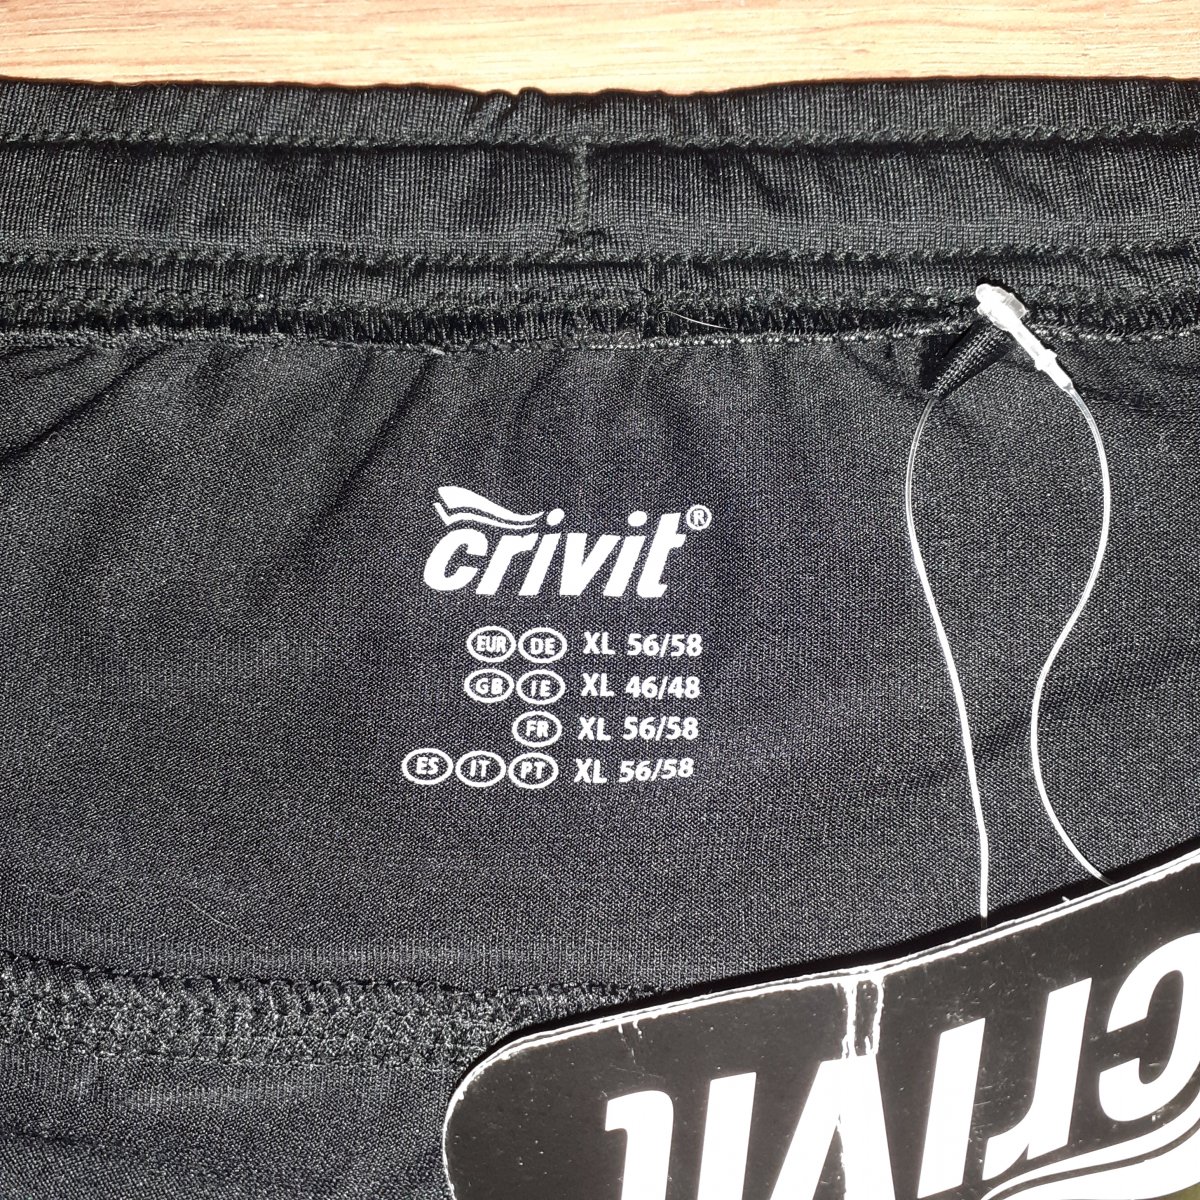 crivit®
EUR DE XL 56/58
GB IE XL 46/48
FR XL 56/58
ES IT PT XL 56/58
crivit